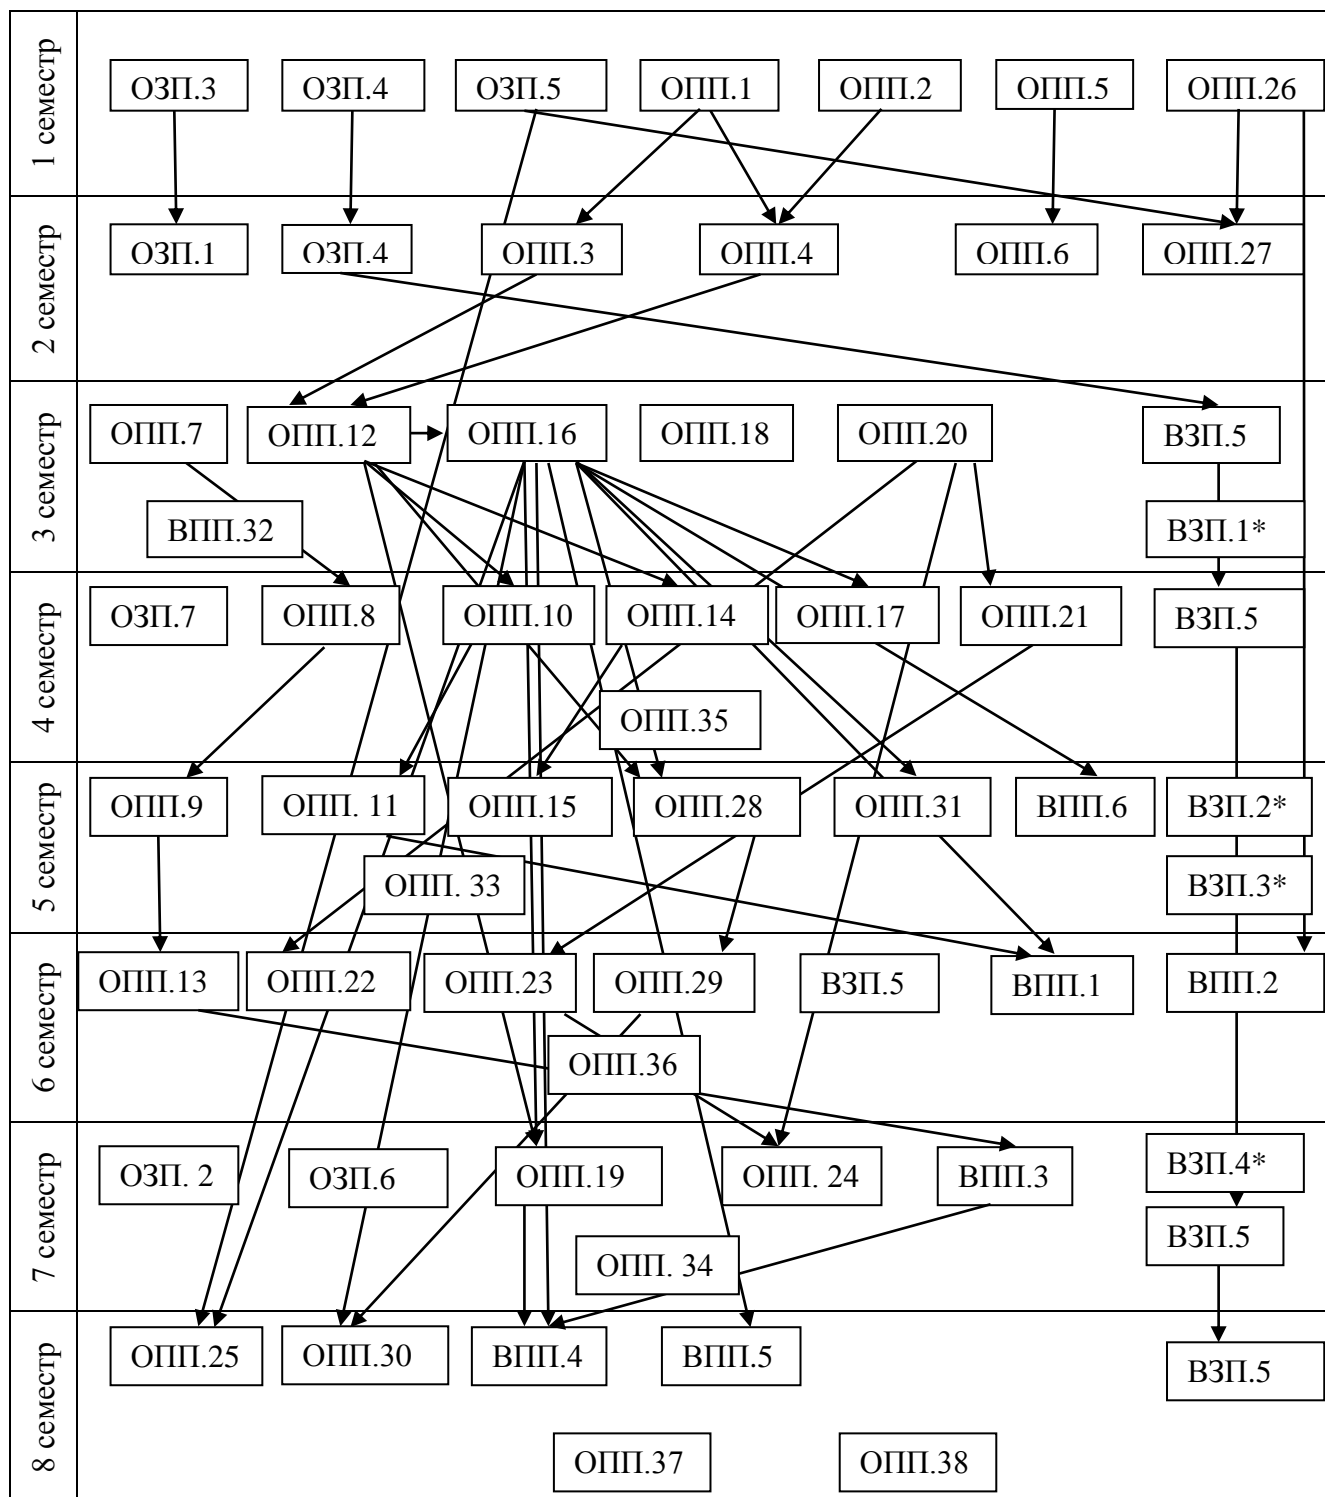 1 семестр
ОЗП.3
ОЗП.4
ОЗП.5
ОПП.1
ОПП.2
ОПП.5
ОПП.26
2 семестр
ОЗП.1
ОЗП.4
ОПП.3
ОПП.4
ОПП.6
ОПП.27
3 семестр
ОПП.7
ОПП.12
ОПП.16
ОПП.18
ОПП.20
ВЗП.5
ВПП.32
ВЗП.1*
4 семестр
ОЗП.7
ОПП.8
ОПП.10
ОПП.14
ОПП.17
ОПП.21
ВЗП.5
ОПП.35
5 семестр
ОПП.9
ОПП. 11
ОПП.15
ОПП.28
ОПП.31
ВПП.6
ВЗП.2*
ОПП. 33
ВЗП.3*
6 семестр
ОПП.13
ОПП.22
ОПП.23
ОПП.29
ВЗП.5
ВПП.1
ВПП.2
ОПП.36
7 семестр
ОЗП. 2
ОЗП.6
ОПП.19
ОПП. 24
ВПП.3
ВЗП.4*
ВЗП.5
ОПП. 34
8 семестр
ОПП.25
ОПП.30
ВПП.4
ВПП.5
ВЗП.5
ОПП.37
ОПП.38